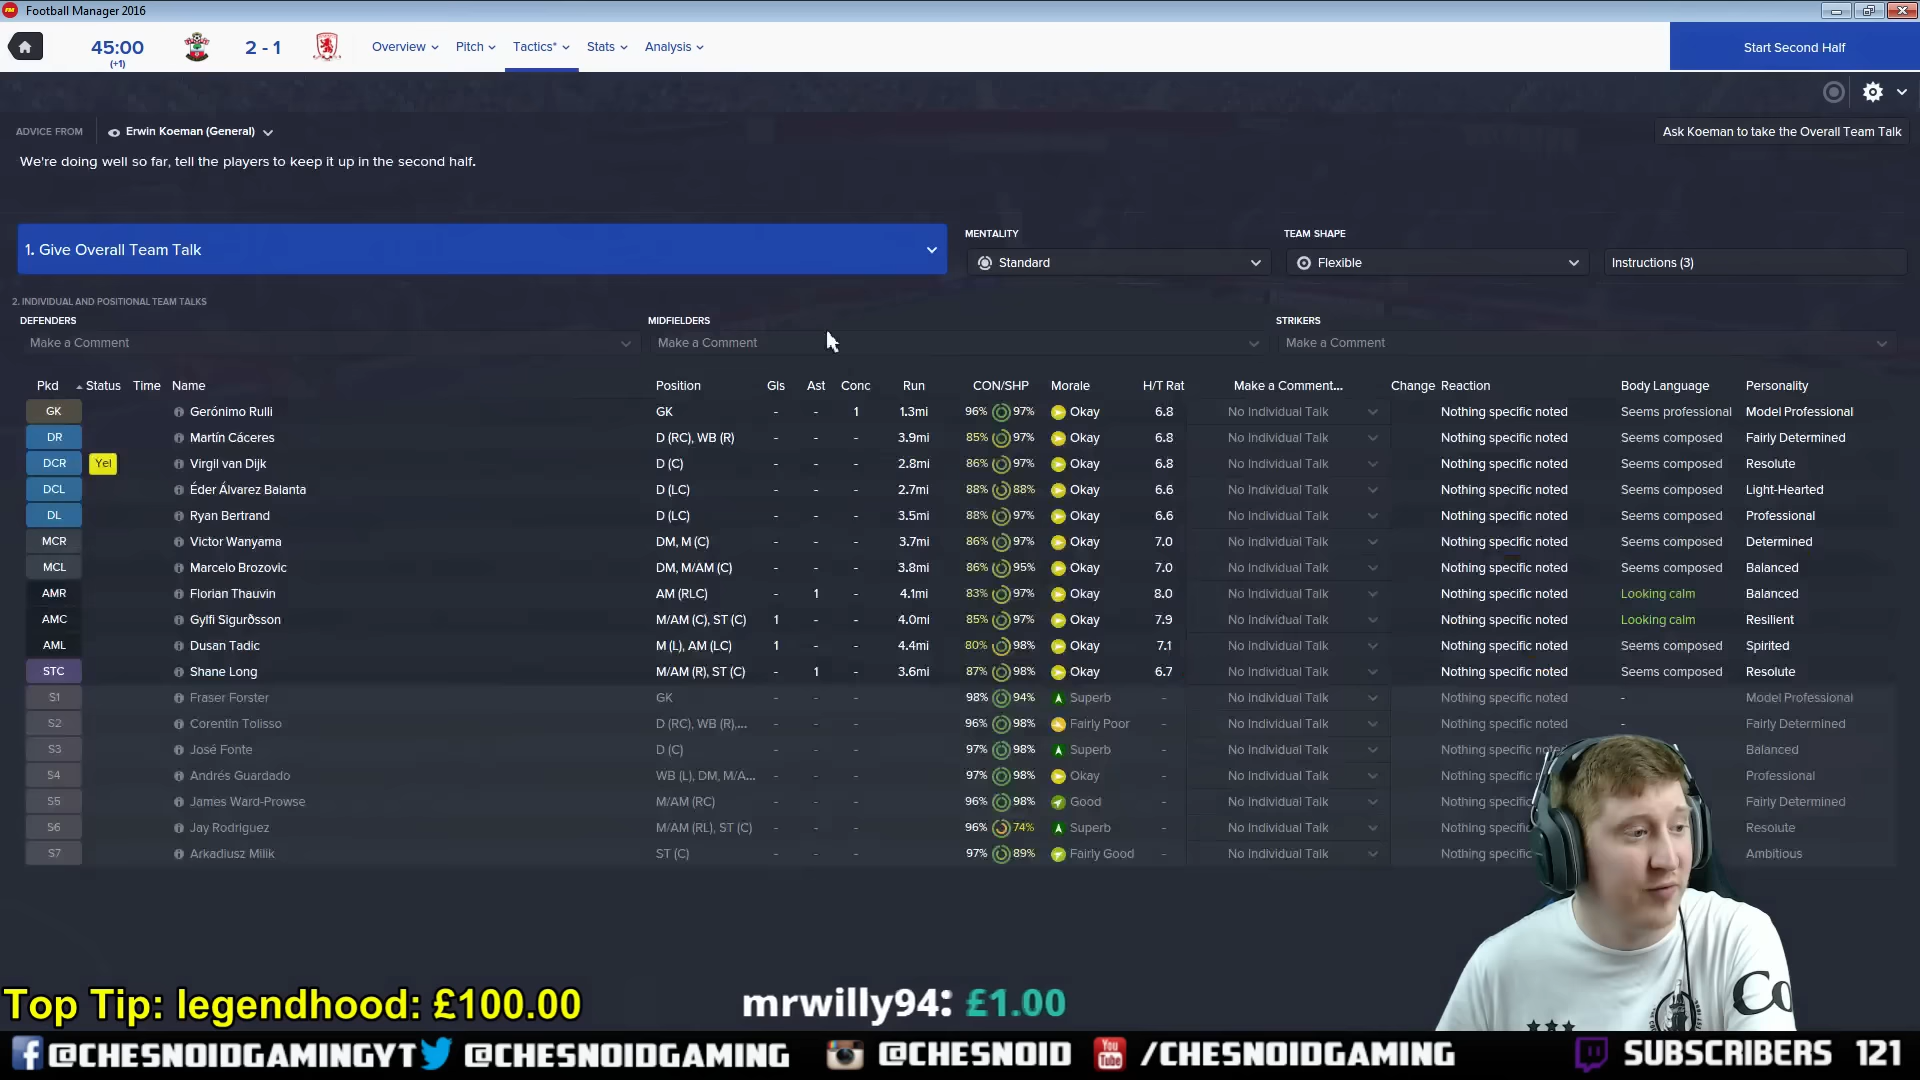 Football Manager 2016
45:00
(+1)
2 - 1
Overview
Pitch
Tactics*
Stats
Analysis
Start Second Half
ADVICE FROM
Erwin Koeman (General)
Ask Koeman to take the Overall Team Talk
We're doing well so far, tell the players to keep it up in the second half.
1. Give Overall Team Talk
MENTALITY
Standard
TEAM SHAPE
Flexible
Instructions (3)
2. INDIVIDUAL AND POSITIONAL TEAM TALKS
DEFENDERS MIDFIELDERS STRIKERS
Make a Comment Make a Comment Make a Comment
Pkd Status Time Name Position Gls Ast Conc Run CON/SHP Morale H/T Rat Make a Comment... Change Reaction Body Language Personality
GK Gerónimo Rulli GK - - 1 1.3mi 96% 97% Okay 6.8 No Individual Talk Nothing specific noted Seems professional Model Professional
DR Martín Cáceres D (RC), WB (R) - - - 3.9mi 85% 97% Okay 6.8 No Individual Talk Nothing specific noted Seems composed Fairly Determined
DCR Yel Virgil van Dijk D (C) - - - 2.8mi 86% 97% Okay 6.8 No Individual Talk Nothing specific noted Seems composed Resolute
DCL Éder Álvarez Balanta D (LC) - - - 2.7mi 88% 88% Okay 6.6 No Individual Talk Nothing specific noted Seems composed Light-Hearted
DL Ryan Bertrand D (LC) - - - 3.5mi 88% 97% Okay 6.6 No Individual Talk Nothing specific noted Seems composed Professional
MCR Victor Wanyama DM, M (C) - - - 3.7mi 86% 97% Okay 7.0 No Individual Talk Nothing specific noted Seems composed Determined
MCL Marcelo Brozovic DM, M/AM (C) - - - 3.8mi 86% 95% Okay 7.0 No Individual Talk Nothing specific noted Seems composed Balanced
AMR Florian Thauvin AM (RLC) - 1 - 4.1mi 83% 97% Okay 8.0 No Individual Talk Nothing specific noted Looking calm Balanced
AMC Gylfi Sigurðsson M/AM (C), ST (C) 1 - - 4.0mi 85% 97% Okay 7.9 No Individual Talk Nothing specific noted Looking calm Resilient
AML Dusan Tadic M (L), AM (LC) 1 - - 4.4mi 80% 98% Okay 7.1 No Individual Talk Nothing specific noted Seems composed Spirited
STC Shane Long M/AM (R), ST (C) - 1 - 3.6mi 87% 98% Okay 6.7 No Individual Talk Nothing specific noted Seems composed Resolute
S1 Fraser Forster GK - - - 98% 94% Superb - No Individual Talk Nothing specific noted - Model Professional
S2 Corentin Tolisso D (RC), WB (R),... - - - 96% 98% Fairly Poor - No Individual Talk Nothing specific noted - Fairly Determined
S3 José Fonte D (C) - - - 97% 98% Superb - No Individual Talk Nothing specific noted Balanced
S4 Andrés Guardado WB (L), DM, M/A... - - - 97% 98% Okay - No Individual Talk Nothing specific Professional
S5 James Ward-Prowse M/AM (RC) - - - 96% 98% Good - No Individual Talk Nothing specific Fairly Determined
S6 Jay Rodriguez M/AM (RL), ST (C) - - - 96% 74% Superb - No Individual Talk Nothing specific Resolute
S7 Arkadiusz Milik ST (C) - - - 97% 89% Fairly Good - No Individual Talk Nothing specific Ambitious
Top Tip: legendhood: £100.00
mrwilly94: £1.00
@CHESNOIDGAMINGYT @CHESNOIDGAMING @CHESNOID You Tube /CHESNOIDGAMING SUBSCRIBERS 121